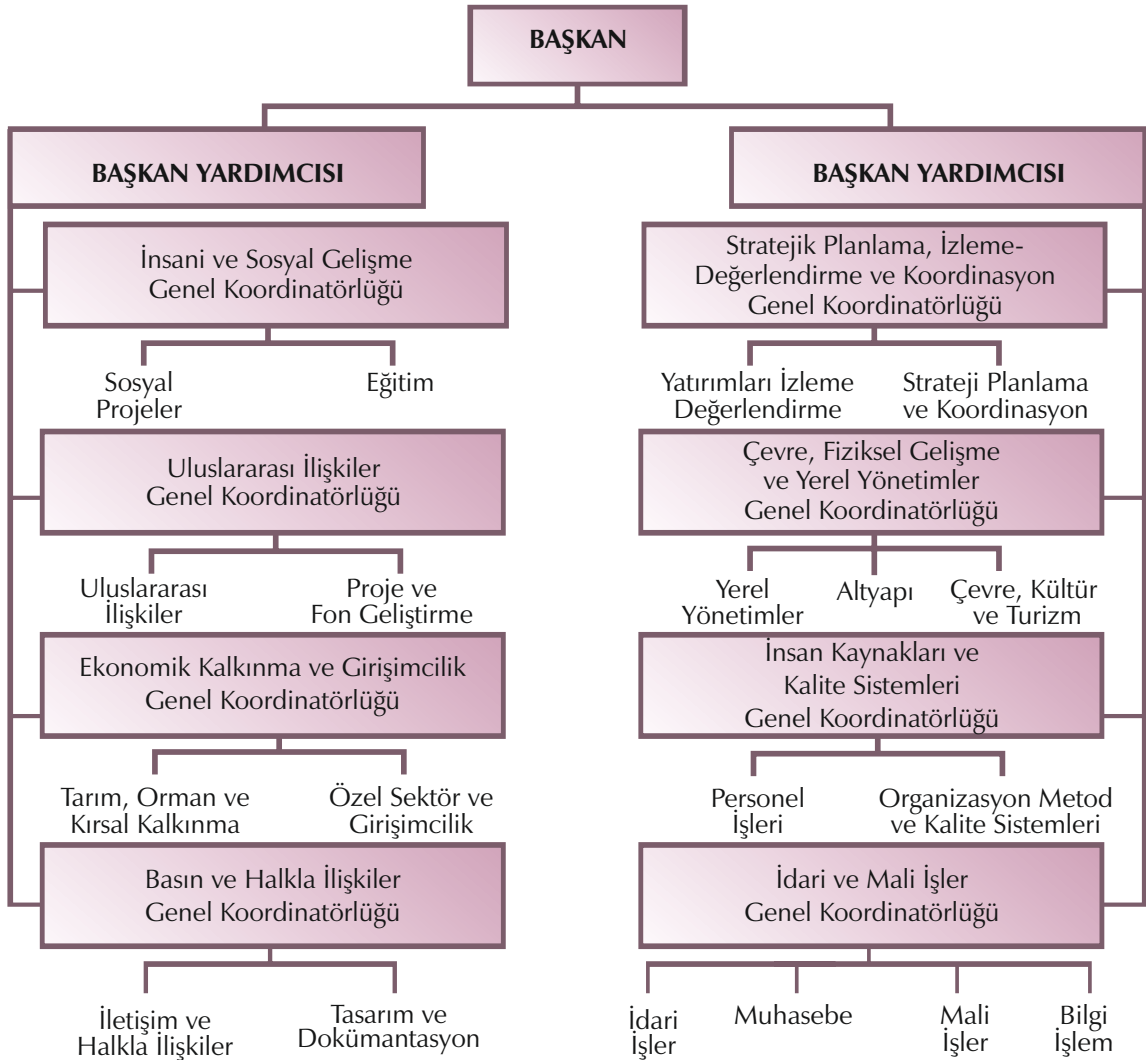 BAŞKAN
BAŞKAN YARDIMCISI
İnsani ve Sosyal Gelişme
Genel Koordinatörlüğü
Sosyal
Projeler
Eğitim
Uluslararası İlişkiler
Genel Koordinatörlüğü
Uluslararası
İlişkiler
Proje ve
Fon Geliştirme
Ekonomik Kalkınma ve Girişimcilik
Genel Koordinatörlüğü
Tarım, Orman ve
Kırsal Kalkınma
Özel Sektör ve
Girişimcilik
Basın ve Halkla İlişkiler
Genel Koordinatörlüğü
İletişim ve
Halkla İlişkiler
Tasarım ve
Dokümantasyon
BAŞKAN YARDIMCISI
Stratejik Planlama, İzleme-
Değerlendirme ve Koordinasyon
Genel Koordinatörlüğü
Yatırımları İzleme
Değerlendirme
Strateji Planlama
ve Koordinasyon
Çevre, Fiziksel Gelişme
ve Yerel Yönetimler
Genel Koordinatörlüğü
Yerel
Yönetimler
Altyapı
Çevre, Kültür
ve Turizm
İnsan Kaynakları ve
Kalite Sistemleri
Genel Koordinatörlüğü
Personel
İşleri
Organizasyon Metod
ve Kalite Sistemleri
İdari ve Mali İşler
Genel Koordinatörlüğü
İdari
İşler
Muhasebe
Mali
İşler
Bilgi
İşlem